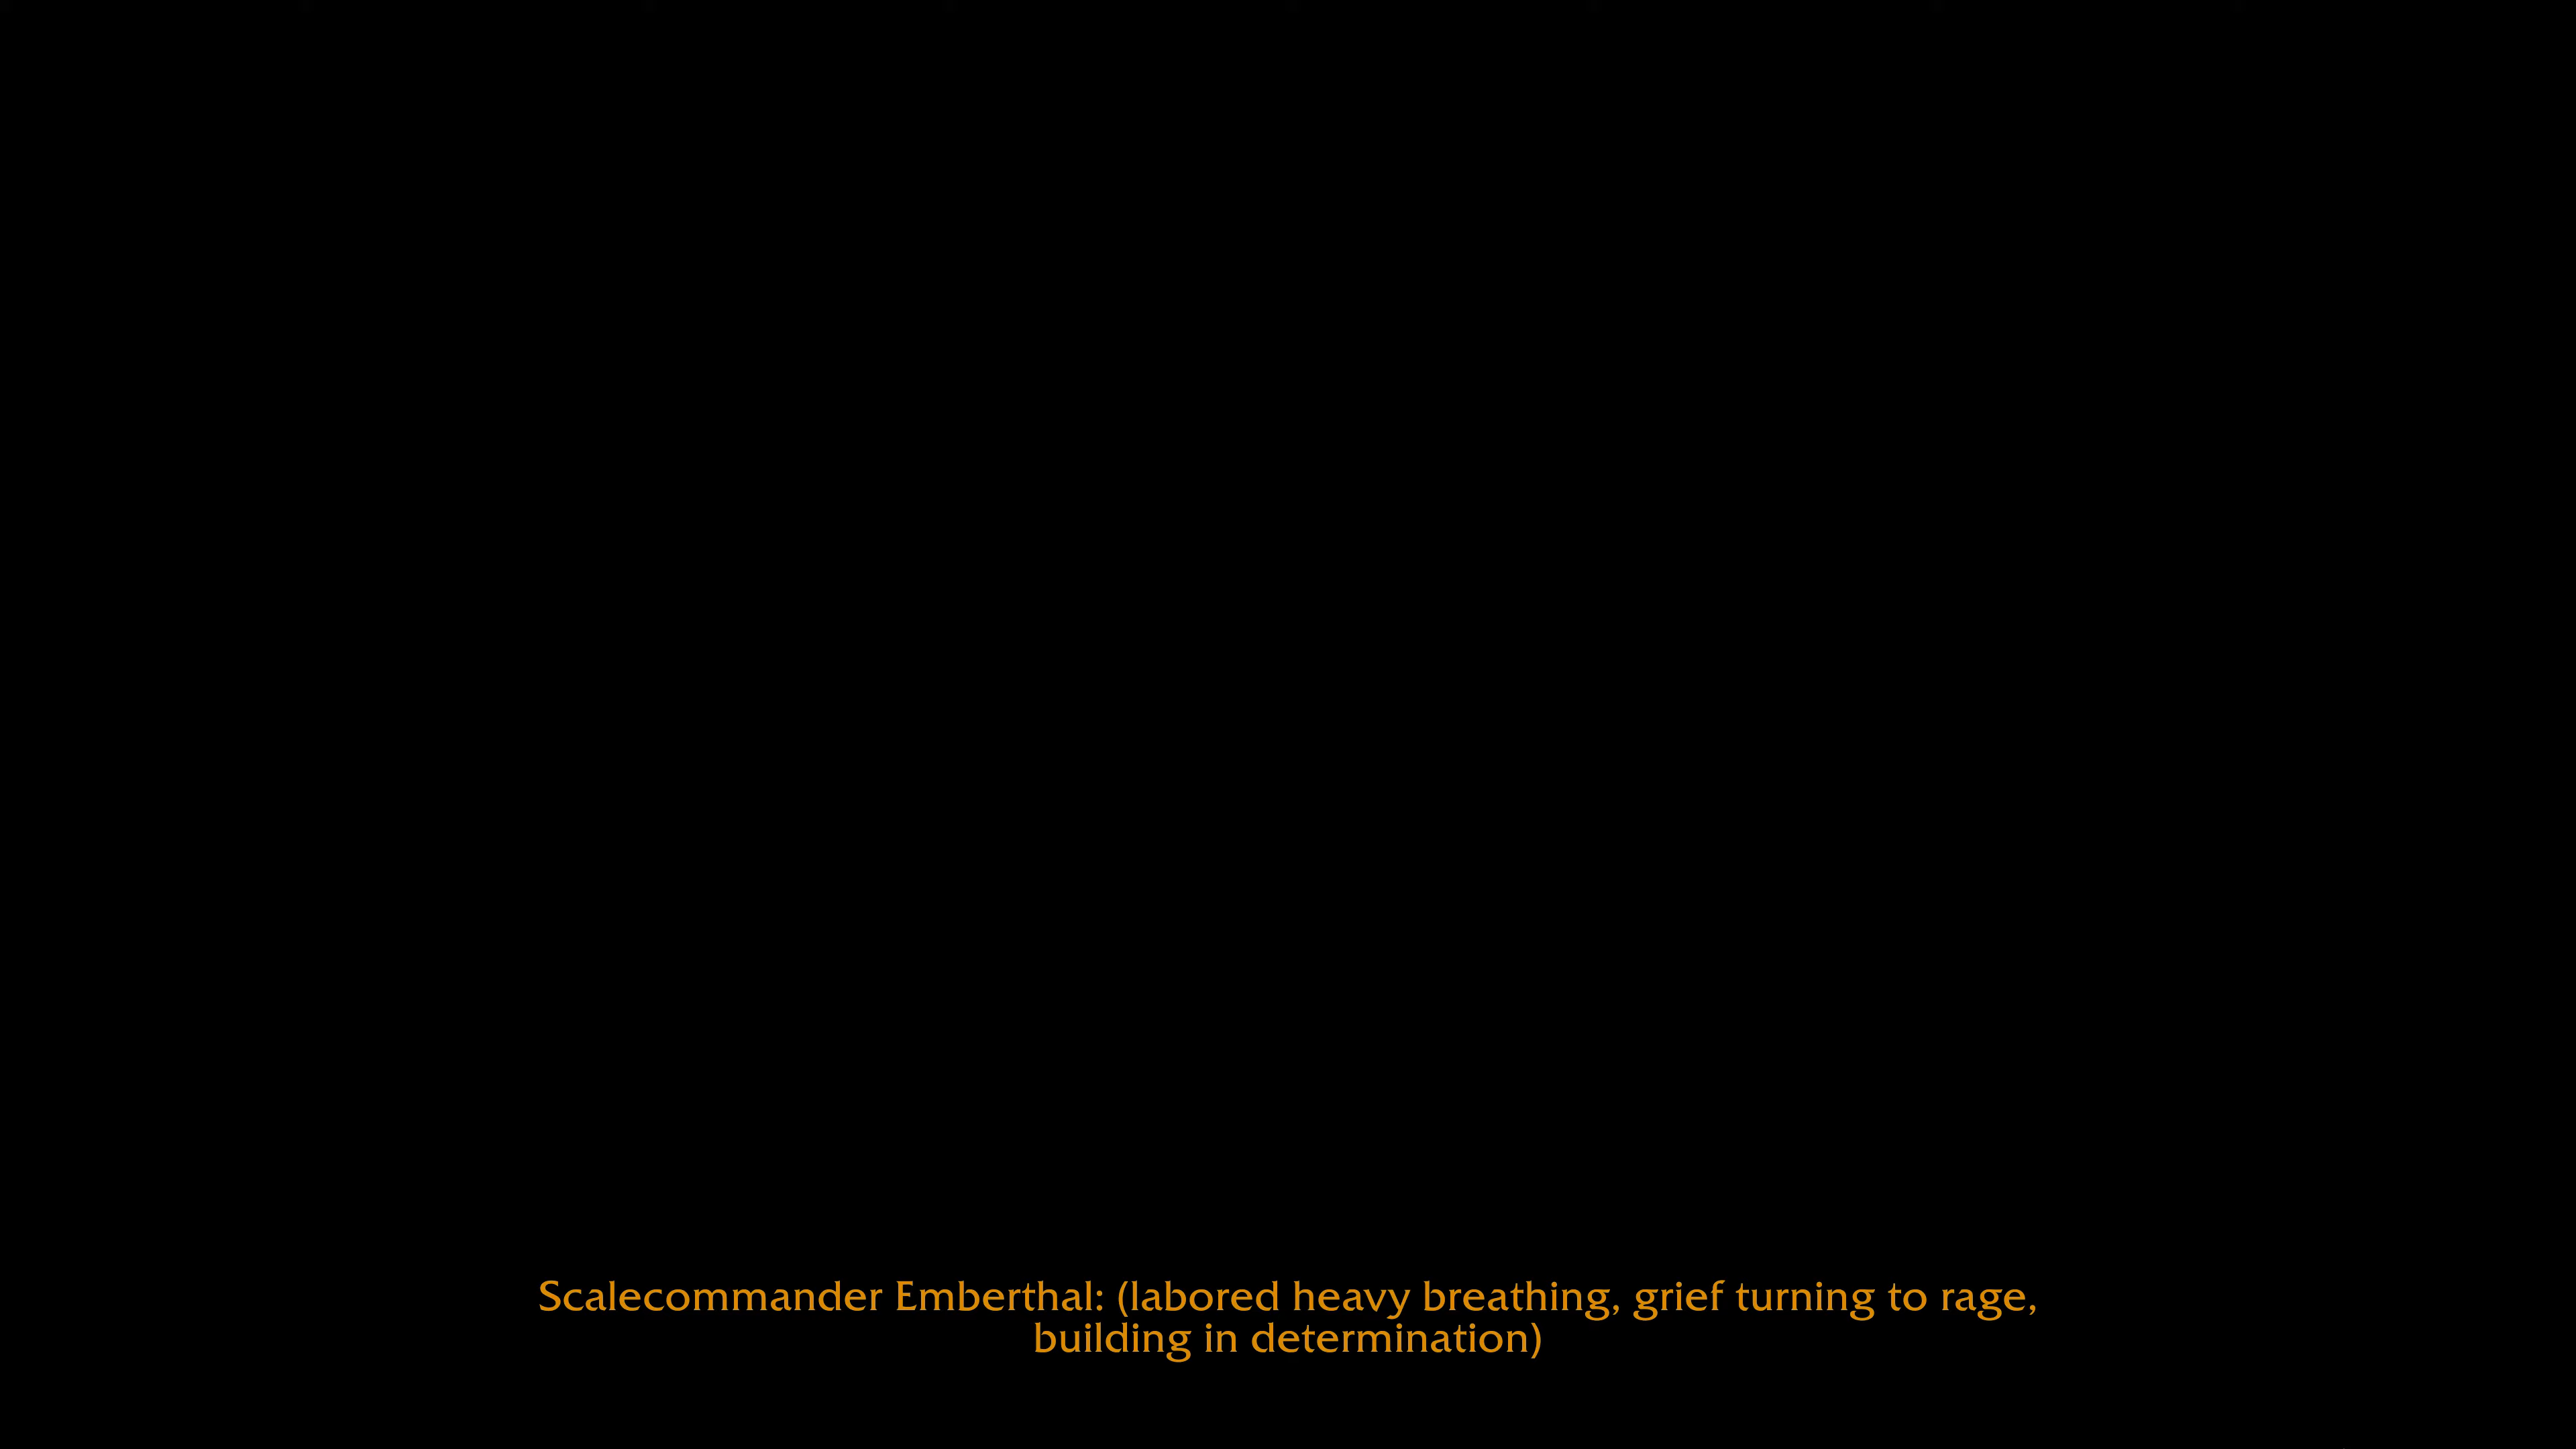 Scalecommander Emberthal: (labored heavy breathing, grief turning to rage,
building in determination)